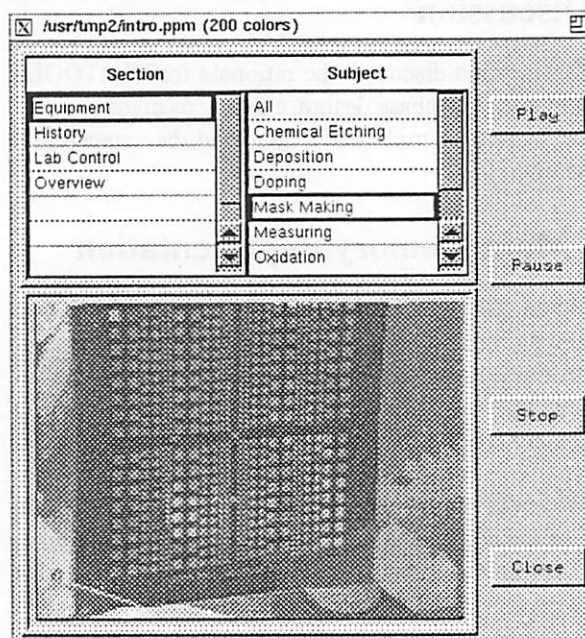 /usr/tmp2/intro.ppm (200 colors)
Section
Equipment
History
Lab Control
Overview
Subject
All
Chemical Etching
Deposition
Doping
Mask Making
Measuring
Oxidation
Play
Pause
Stop
Close